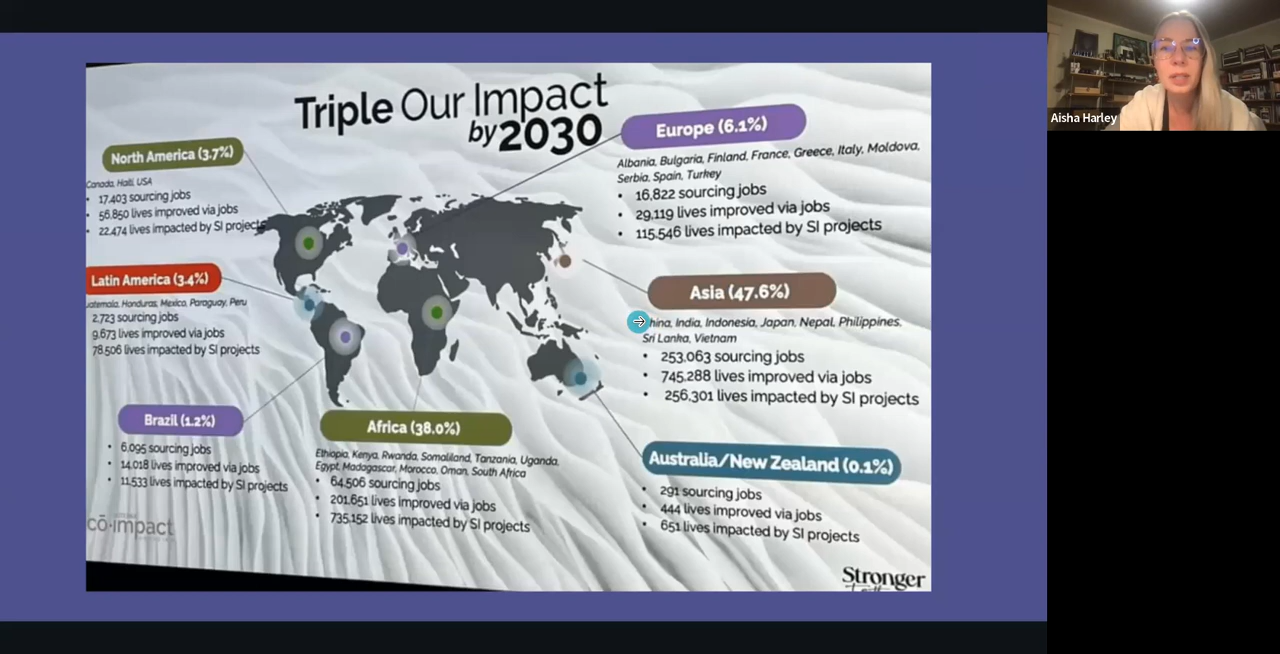 Triple Our Impact
by 2030
North America (3.7%)
Canada, Haiti, USA
• 17,403 sourcing jobs
• 56,850 lives improved via jobs
• 22,474 lives impacted by SI projects
Latin America (3.4%)
Honduras, Mexico, Paraguay, Peru
2,723 sourcing jobs
9,673 lives improved via jobs
78,506 lives impacted by SI projects
Brazil (1.2%)
• 6,095 sourcing jobs
• 14,018 lives improved via jobs
• 11,533 lives impacted by SI projects
Africa (38.0%)
Ethiopia, Kenya, Rwanda, Somaliland, Tanzania, Uganda,
Egypt, Madagascar, Morocco, Oman, South Africa
• 64,506 sourcing jobs
• 201,651 lives improved via jobs
• 735,152 lives impacted by SI projects
Europe (6.1%)
Albania, Bulgaria, Finland, France, Greece, Italy, Moldova,
Serbia, Spain, Turkey
• 16,822 sourcing jobs
• 29,119 lives improved via jobs
• 115,546 lives impacted by SI projects
Asia (47.6%)
hina, India, Indonesia, Japan, Nepal, Philippines,
Sri Lanka, Vietnam
• 253,063 sourcing jobs
• 745,288 lives improved via jobs
• 256,301 lives impacted by SI projects
Australia/New Zealand (0.1%)
• 291 sourcing jobs
• 444 lives improved via jobs
• 651 lives impacted by SI projects
cō·impact
Stronger
Aisha Harley